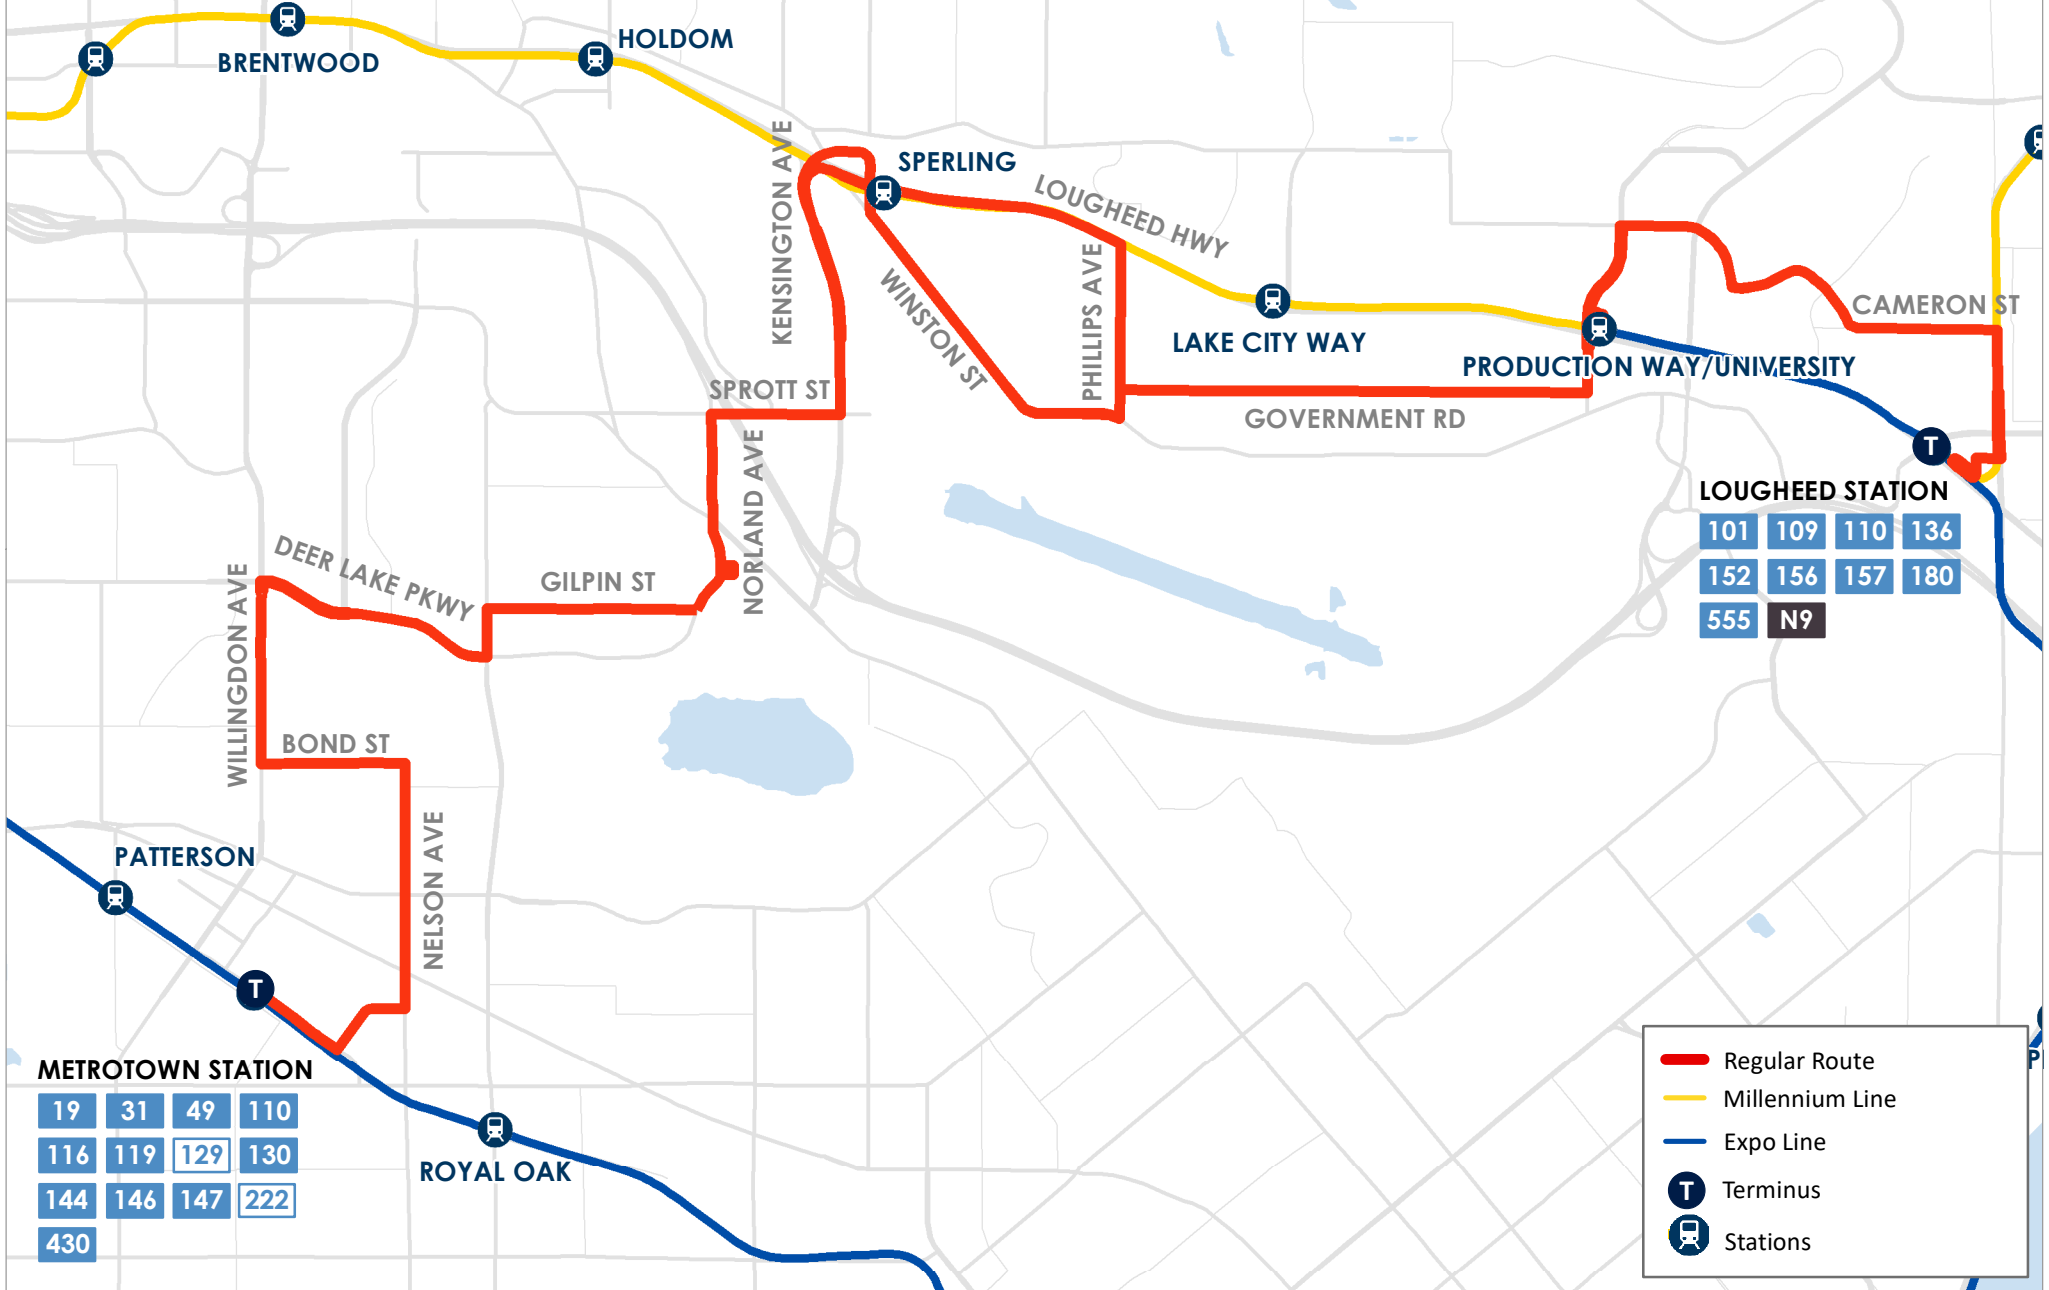 HOLDOM
BRENTWOOD
KENSINGTON AVE
SPERLING
LOUGHEED HWY
WINSTON ST
PHILLIPS AVE
LAKE CITY WAY
CAMERON ST
PRODUCTION WAY/UNIVERSITY
SPROTT ST
GOVERNMENT RD
NORLAND AVE
T
LOUGHEED STATION
101 109 110 136
152 156 157 180
555 N9
DEER LAKE PKWY
GILPIN ST
WILLINGDON AVE
BOND ST
NELSON AVE
PATTERSON
T
METROTOWN STATION
19 31 49 110
116 119 129 130
144 146 147 222
430
ROYAL OAK
P
Regular Route
Millennium Line
Expo Line
T Terminus
Stations